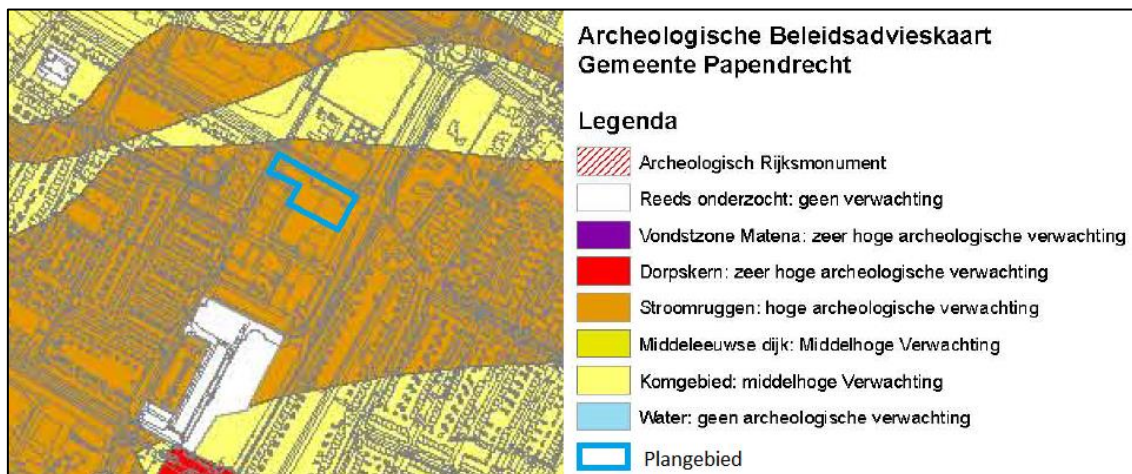 Archeologische Beleidsadvieskaart
Gemeente Papendrecht
Legenda
Archeologisch Rijksmonument
Reeds onderzocht: geen verwachting
Vondstzone Matena: zeer hoge archeologische verwachting
Dorpskern: zeer hoge archeologische verwachting
Stroomruggen: hoge archeologische verwachting
Middeleeuwse dijk: Middelhoge Verwachting
Komgebied: middelhoge Verwachting
Water: geen archeologische verwachting
Plangebied